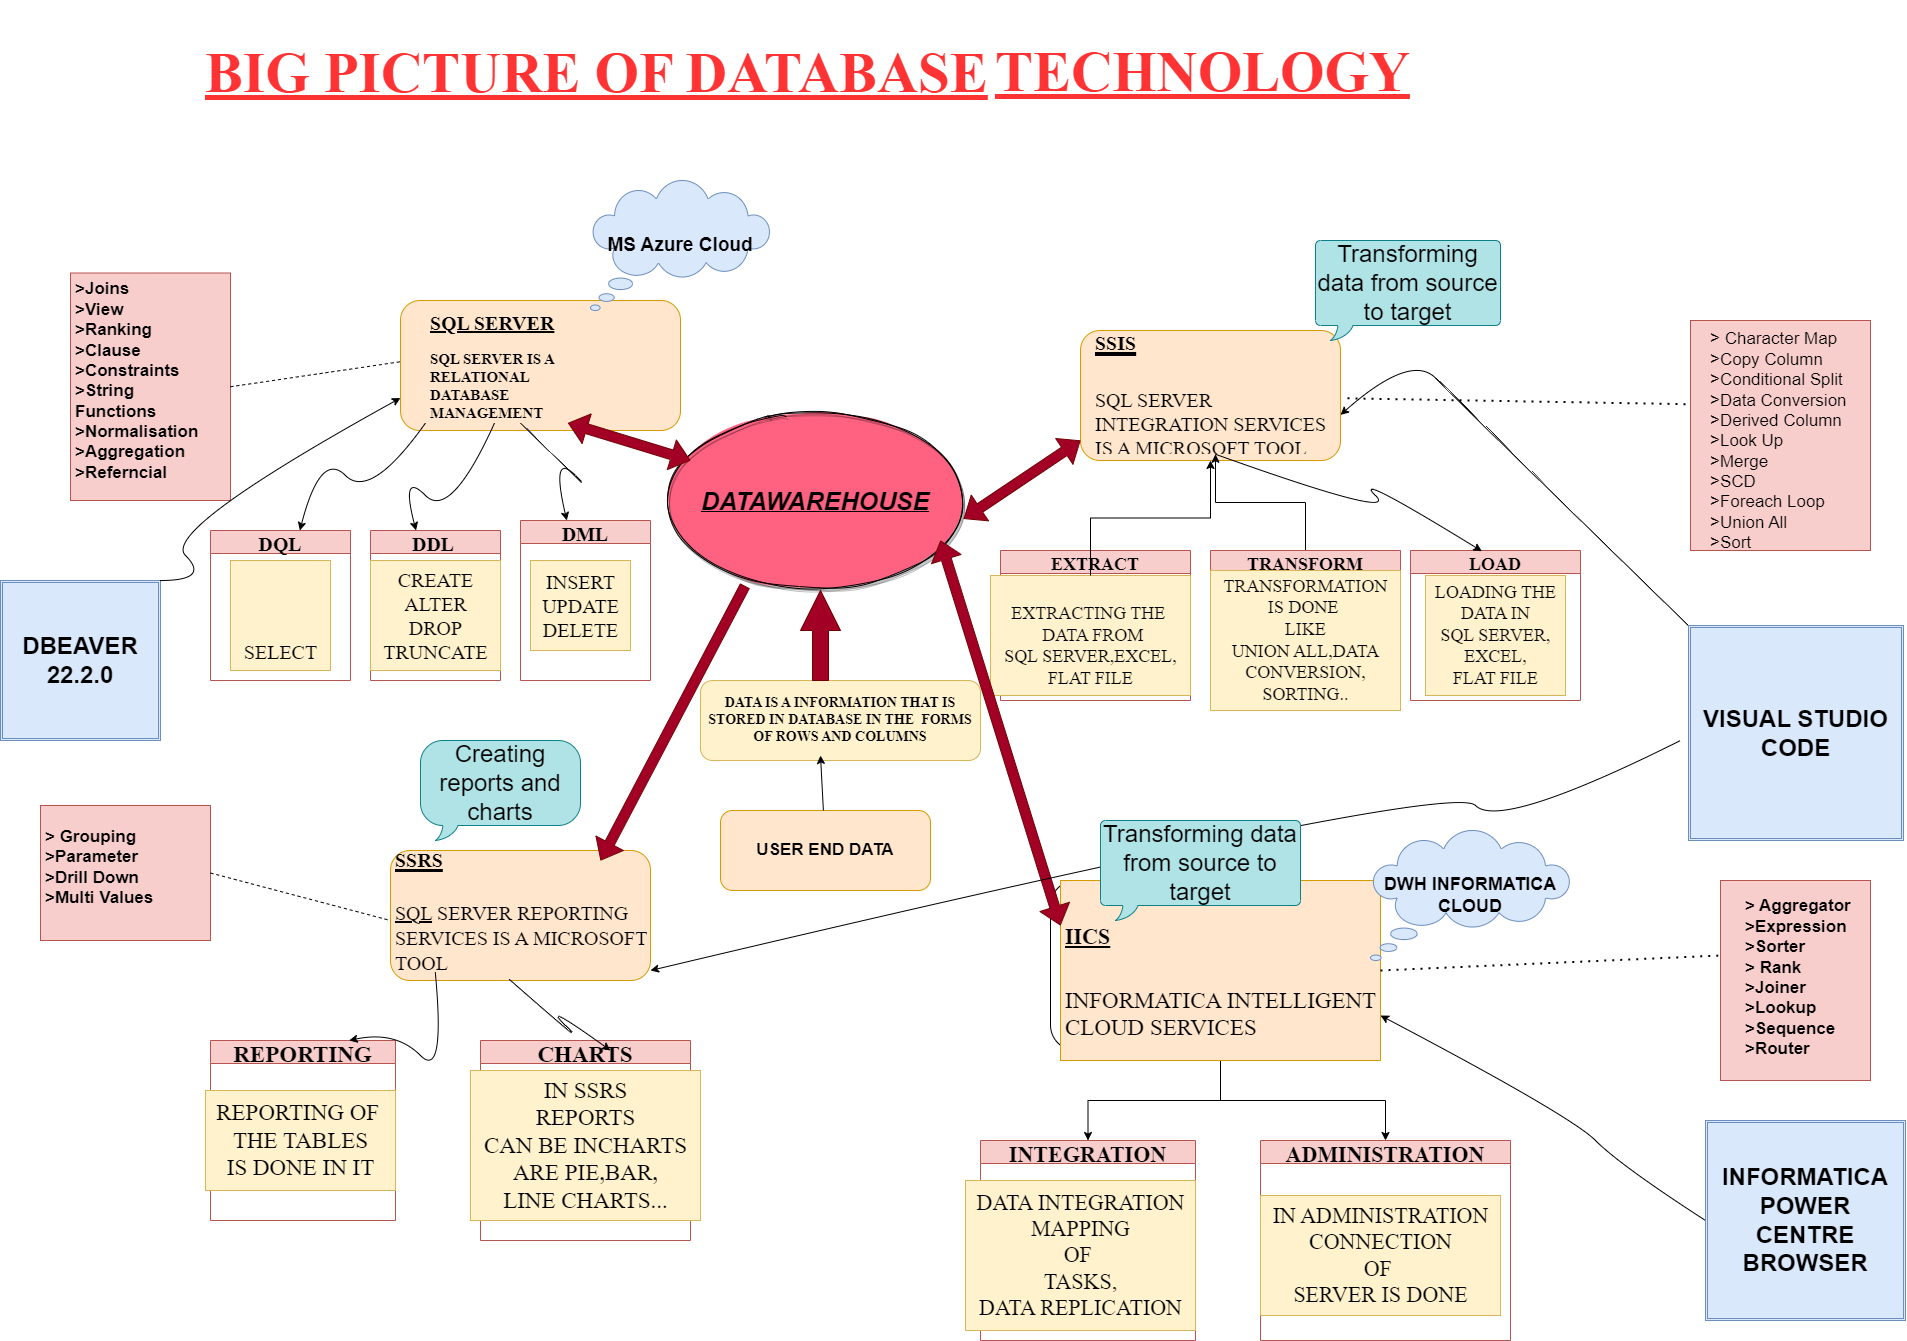 BIG PICTURE OF DATABASE TECHNOLOGY
MS Azure Cloud
>Joins
>View
>Ranking
>Clause
>Constraints
>String
Functions
>Normalisation
>Aggregation
>Referncial
SQL SERVER
SQL SERVER IS A
RELATIONAL
DATABASE
MANAGEMENT
Transforming
data from source
to target
SSIS
SQL SERVER
INTEGRATION SERVICES
IS A MICROSOFT TOOL
> Character Map
>Copy Column
>Conditional Split
>Data Conversion
>Derived Column
>Look Up
>Merge
>SCD
>Foreach Loop
>Union All
>Sort
DATAWAREHOUSE
DQL
SELECT
DDL
CREATE
ALTER
DROP
TRUNCATE
DML
INSERT
UPDATE
DELETE
EXTRACT
EXTRACTING THE
DATA FROM
SQL SERVER,EXCEL,
FLAT FILE
TRANSFORM
TRANSFORMATION
IS DONE
LIKE
UNION ALL,DATA
CONVERSION,
SORTING..
LOAD
LOADING THE
DATA IN
SQL SERVER,
EXCEL,
FLAT FILE
DBEAVER
22.2.0
VISUAL STUDIO
CODE
DATA IS A INFORMATION THAT IS
STORED IN DATABASE IN THE FORMS
OF ROWS AND COLUMNS
USER END DATA
Creating
reports and
charts
> Grouping
>Parameter
>Drill Down
>Multi Values
SSRS
SQL SERVER REPORTING
SERVICES IS A MICROSOFT
TOOL
Transforming data
from source to
target
DWH INFORMATICA
CLOUD
IICS
INFORMATICA INTELLIGENT
CLOUD SERVICES
> Aggregator
>Expression
>Sorter
> Rank
>Joiner
>Lookup
>Sequence
>Router
REPORTING
REPORTING OF
THE TABLES
IS DONE IN IT
CHARTS
IN SSRS
REPORTS
CAN BE INCHARTS
ARE PIE,BAR,
LINE CHARTS...
INTEGRATION
DATA INTEGRATION
MAPPING
OF
TASKS,
DATA REPLICATION
ADMINISTRATION
IN ADMINISTRATION
CONNECTION
OF
SERVER IS DONE
INFORMATICA
POWER
CENTRE
BROWSER